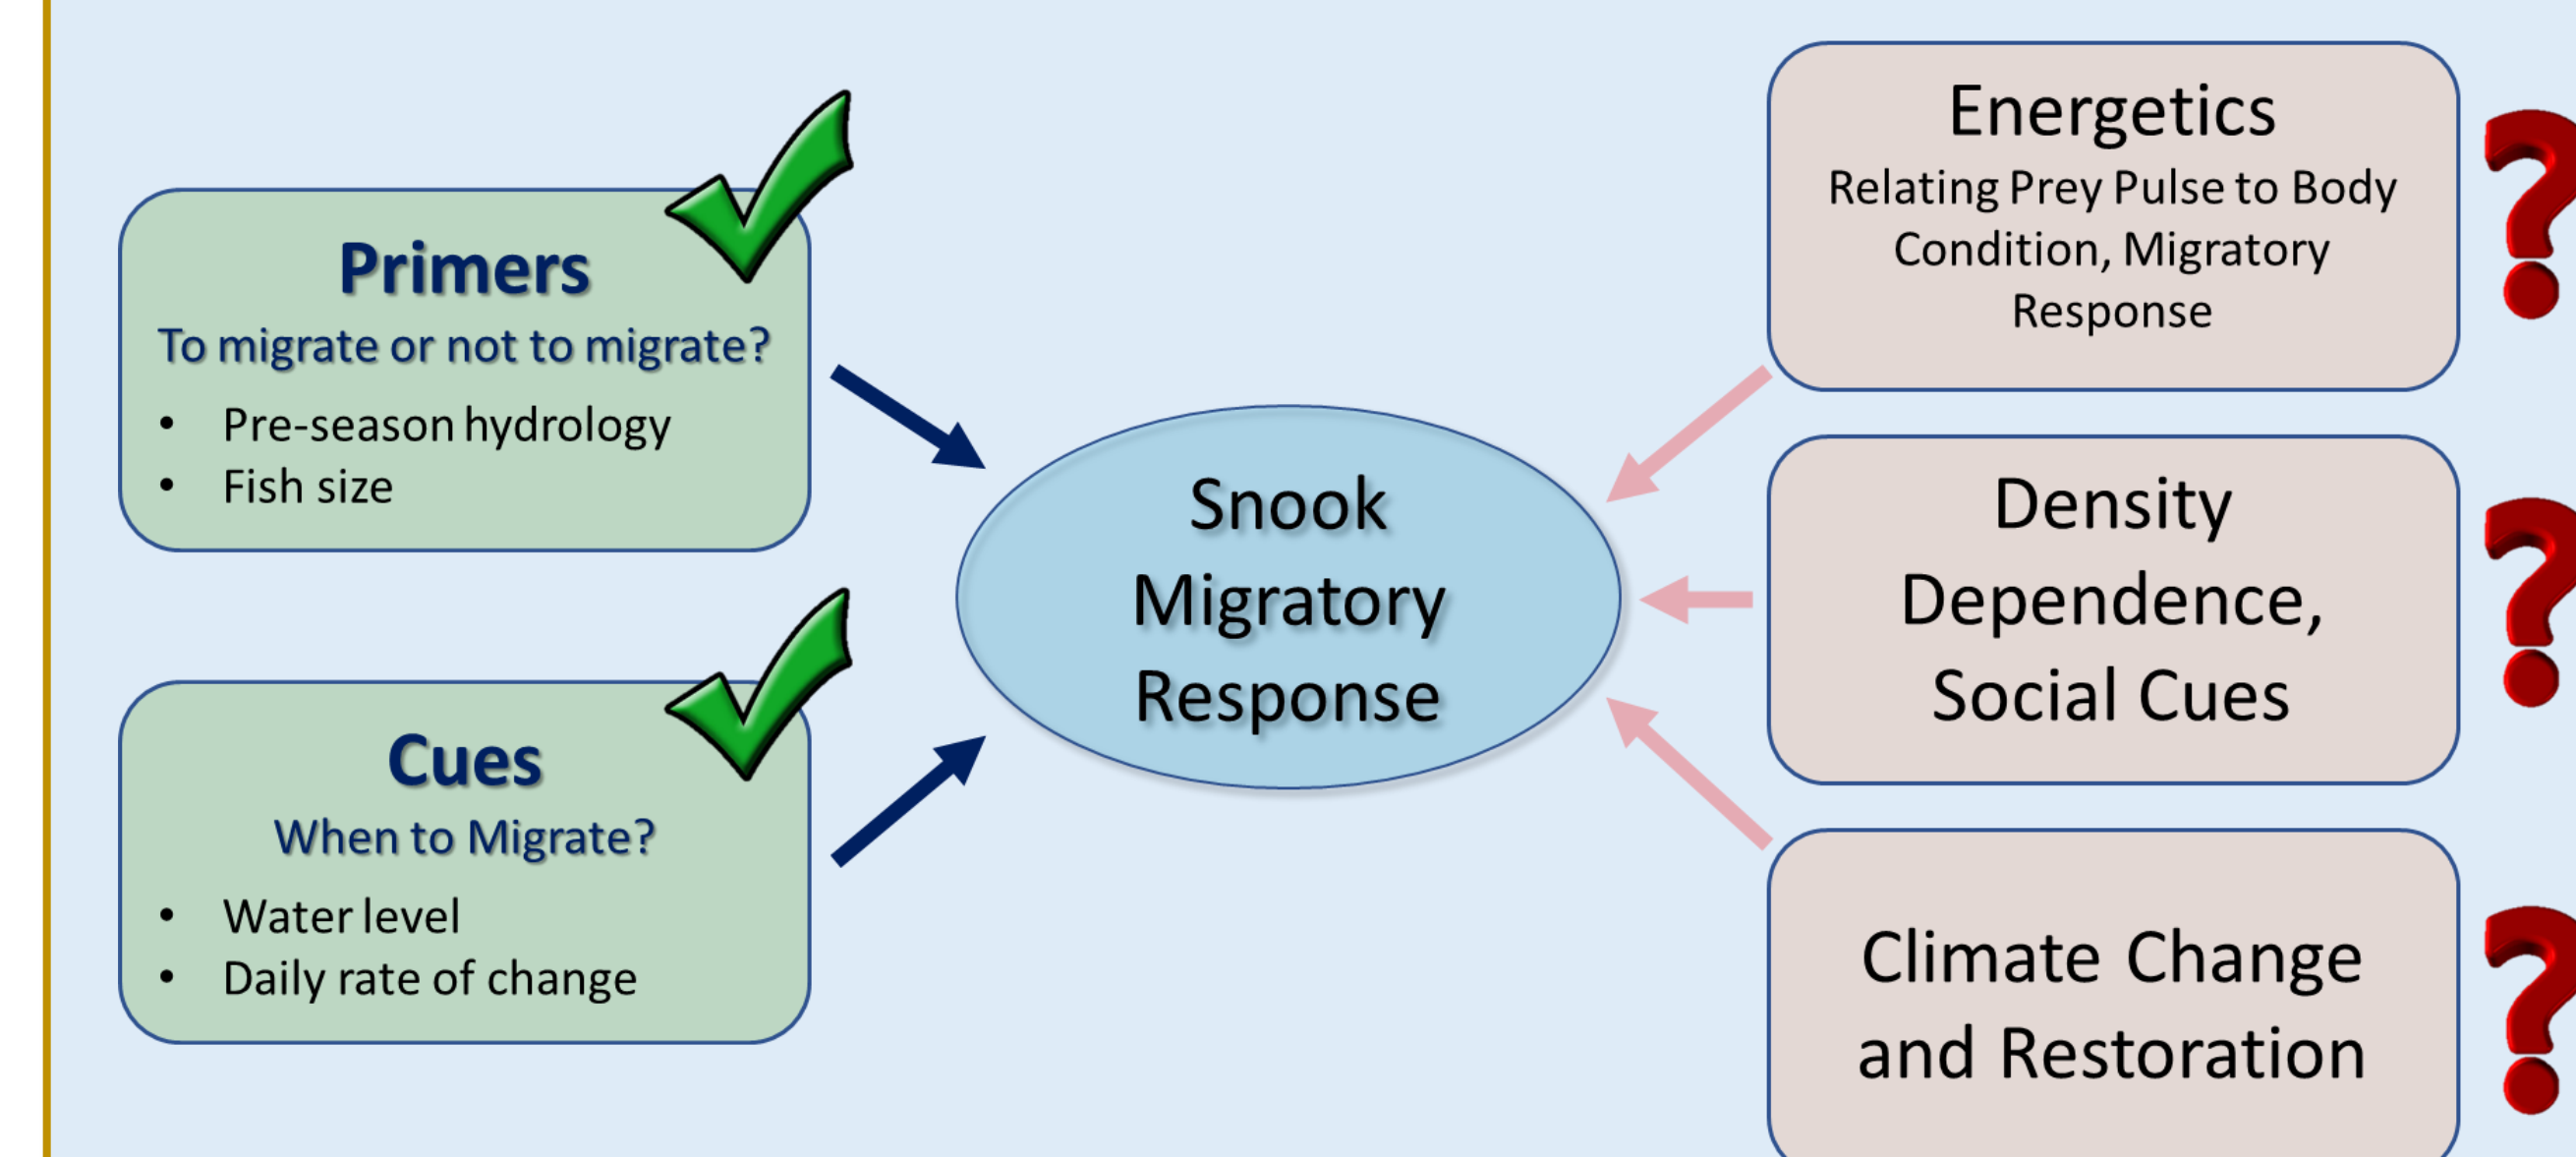 Primers
To migrate or not to migrate?
• Pre-season hydrology
• Fish size
Cues
When to Migrate?
• Water level
• Daily rate of change
Snook
Migratory
Response
Energetics
Relating Prey Pulse to Body
Condition, Migratory
Response
?
Density
Dependence,
Social Cues
?
Climate Change
and Restoration
?